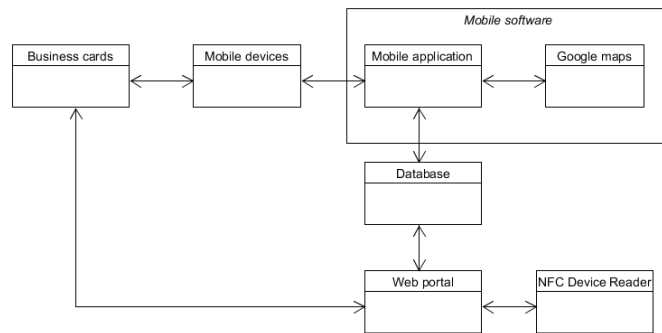 Mobile software
Business cards
Mobile devices
Mobile application
Google maps
Database
Web portal
NFC Device Reader